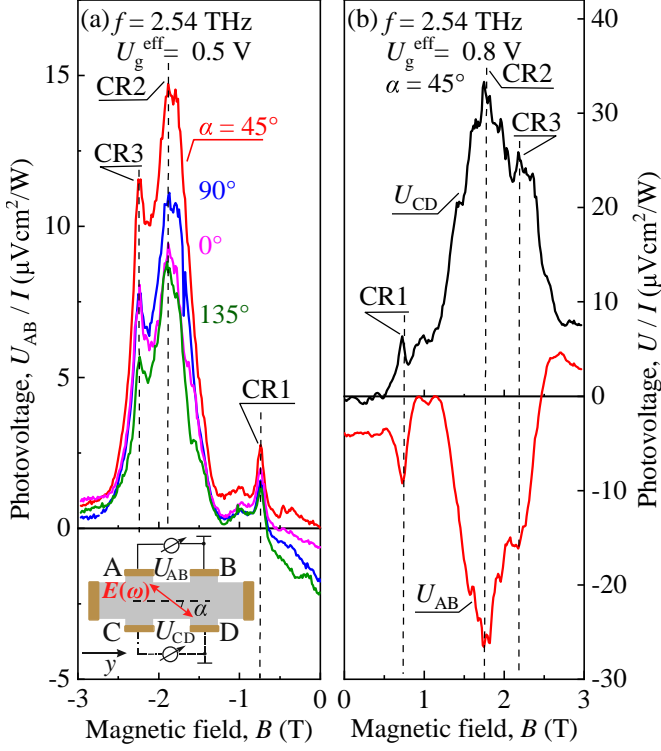 (a)
f = 2.54 THz
U_g^eff = 0.5 V
CR2
α = 45°
CR3
90°
0°
135°
CR1
A
U_AB
B
E(ω)
α
C
U_CD
D
y
15
10
5
0
-5
-3
-2
-1
0
Photovoltage, U_AB / I (μVcm²/W)
Magnetic field, B (T)
(b)
f = 2.54 THz
U_g^eff = 0.8 V
α = 45°
CR2
CR3
U_CD
CR1
U_AB
40
30
20
10
0
-10
-20
-30
0
1
2
3
Photovoltage, U / I (μVcm²/W)
Magnetic field, B (T)